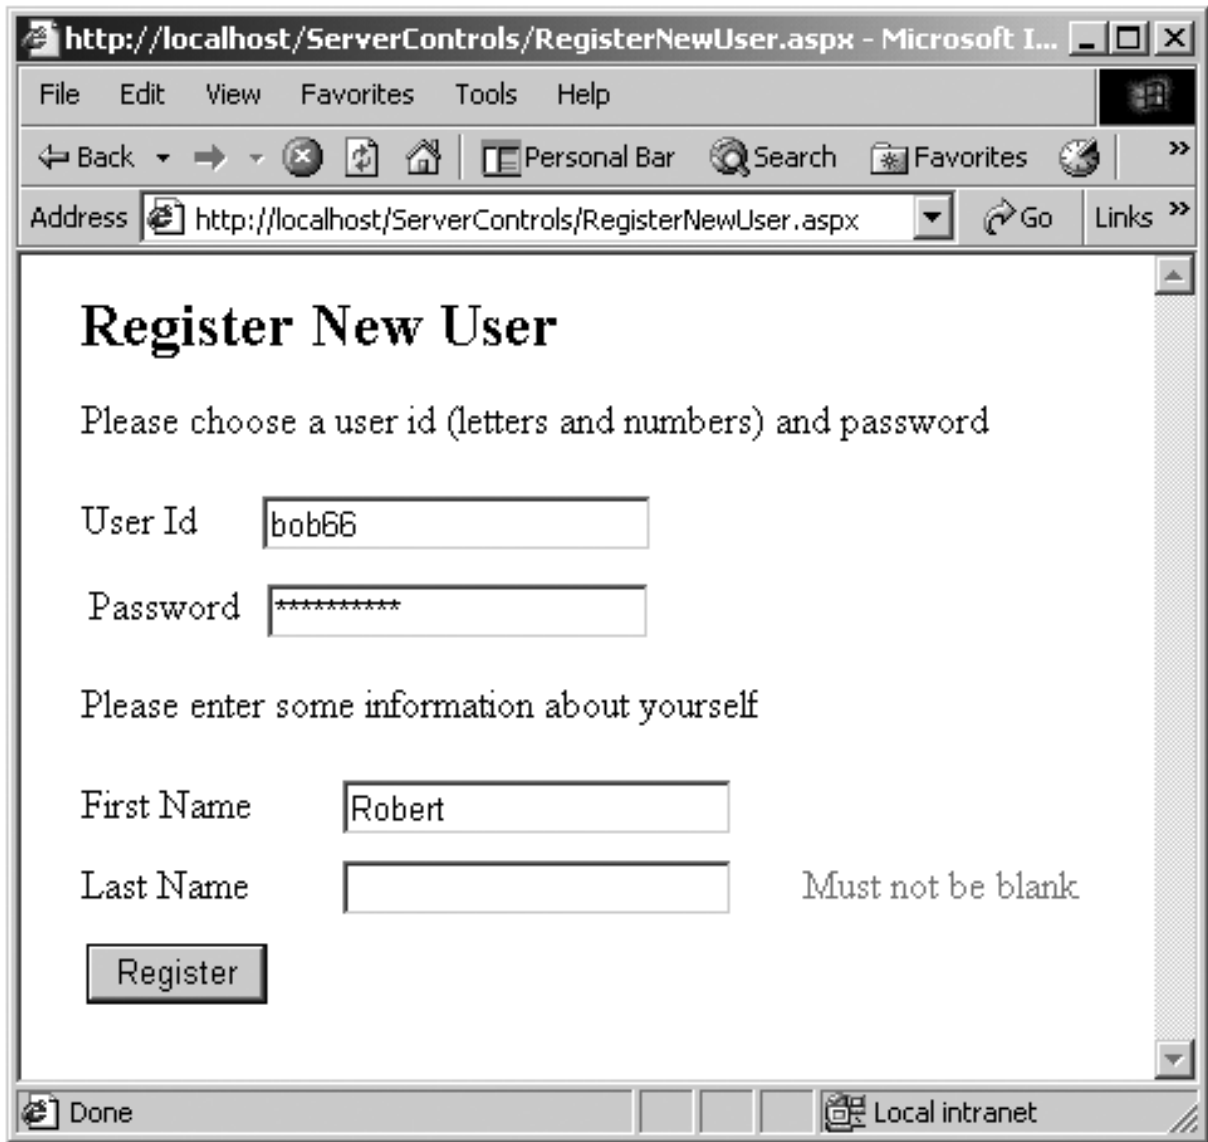 http://localhost/ServerControls/RegisterNewUser.aspx - Microsoft I...
File Edit View Favorites Tools Help
Back Personal Bar Search Favorites »
Address http://localhost/ServerControls/RegisterNewUser.aspx Go Links »
Register New User
Please choose a user id (letters and numbers) and password
User Id bob66
Password **********
Please enter some information about yourself
First Name Robert
Last Name Must not be blank
Register
Done Local intranet